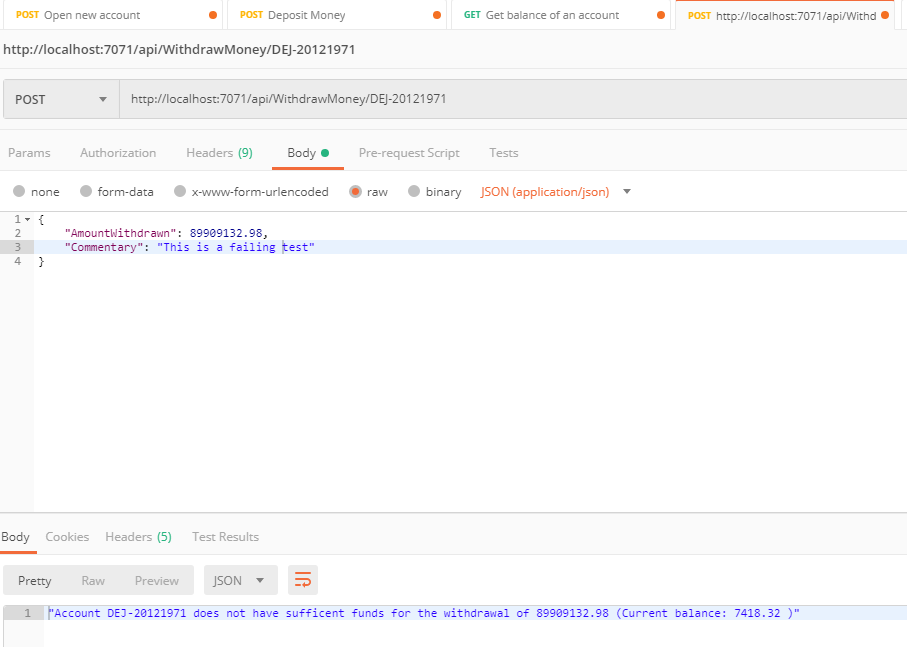 POST Open new account POST Deposit Money GET Get balance of an account POST http://localhost:7071/api/Withd
http://localhost:7071/api/WithdrawMoney/DEJ-20121971
POST http://localhost:7071/api/WithdrawMoney/DEJ-20121971
Params Authorization Headers (9) Body Pre-request Script Tests
none form-data x-www-form-urlencoded raw binary JSON (application/json)
1 {
2 "AmountWithdrawn": 89909132.98,
3 "Commentary": "This is a failing test"
4 }
Body Cookies Headers (5) Test Results
Pretty Raw Preview JSON
1 "Account DEJ-20121971 does not have sufficent funds for the withdrawal of 89909132.98 (Current balance: 7418.32 )"